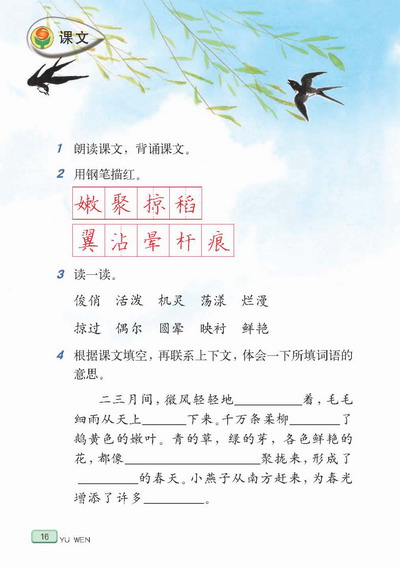 课文
1 朗读课文，背诵课文。
2 用钢笔描红。
嫩聚掠稻
翼沾晕杆痕
3 读一读。
俊俏 活泼 机灵 荡漾 烂漫
掠过 偶尔 圆晕 映衬 鲜艳
4 根据课文填空，再联系上下文，体会一下所填词语的
意思。
二三月间，微风轻轻地________着，毛毛
细雨从天上______下来。千万条柔柳________了
鹅黄色的嫩叶。青的草，绿的芽，各色鲜艳的
花，都像________________聚拢来，形成了
________的春天。小燕子从南方赶来，为春光
增添了许多________。
16 YU WEN